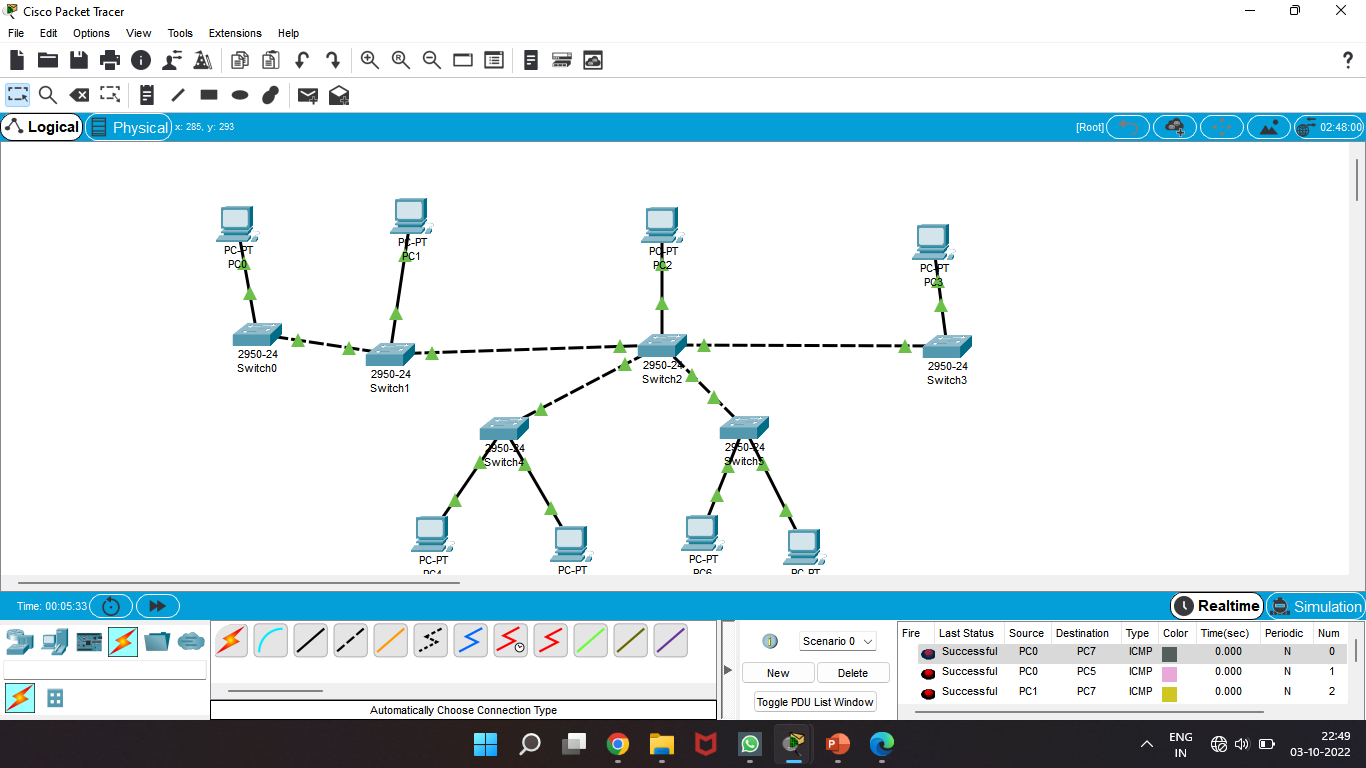 Cisco Packet Tracer
File Edit Options View Tools Extensions Help
Logical Physical x: 285, y: 293 [Root] 02:48:00
PC-PT
PC0
PC-PT
PC1
PC-PT
PC2
PC-PT
PC3
2950-24
Switch0
2950-24
Switch1
2950-24
Switch2
2950-24
Switch3
2950-24
Switch4
2950-24
Switch5
PC-PT
PC4
PC-PT
PC-PT
PC6
PC-PT
Time: 00:05:33 Realtime Simulation
Scenario 0
New Delete
Toggle PDU List Window
Automatically Choose Connection Type
Fire Last Status Source Destination Type Color Time(sec) Periodic Num
Successful PC0 PC7 ICMP 0.000 N 0
Successful PC0 PC5 ICMP 0.000 N 1
Successful PC1 PC7 ICMP 0.000 N 2
ENG
IN
22:49
03-10-2022